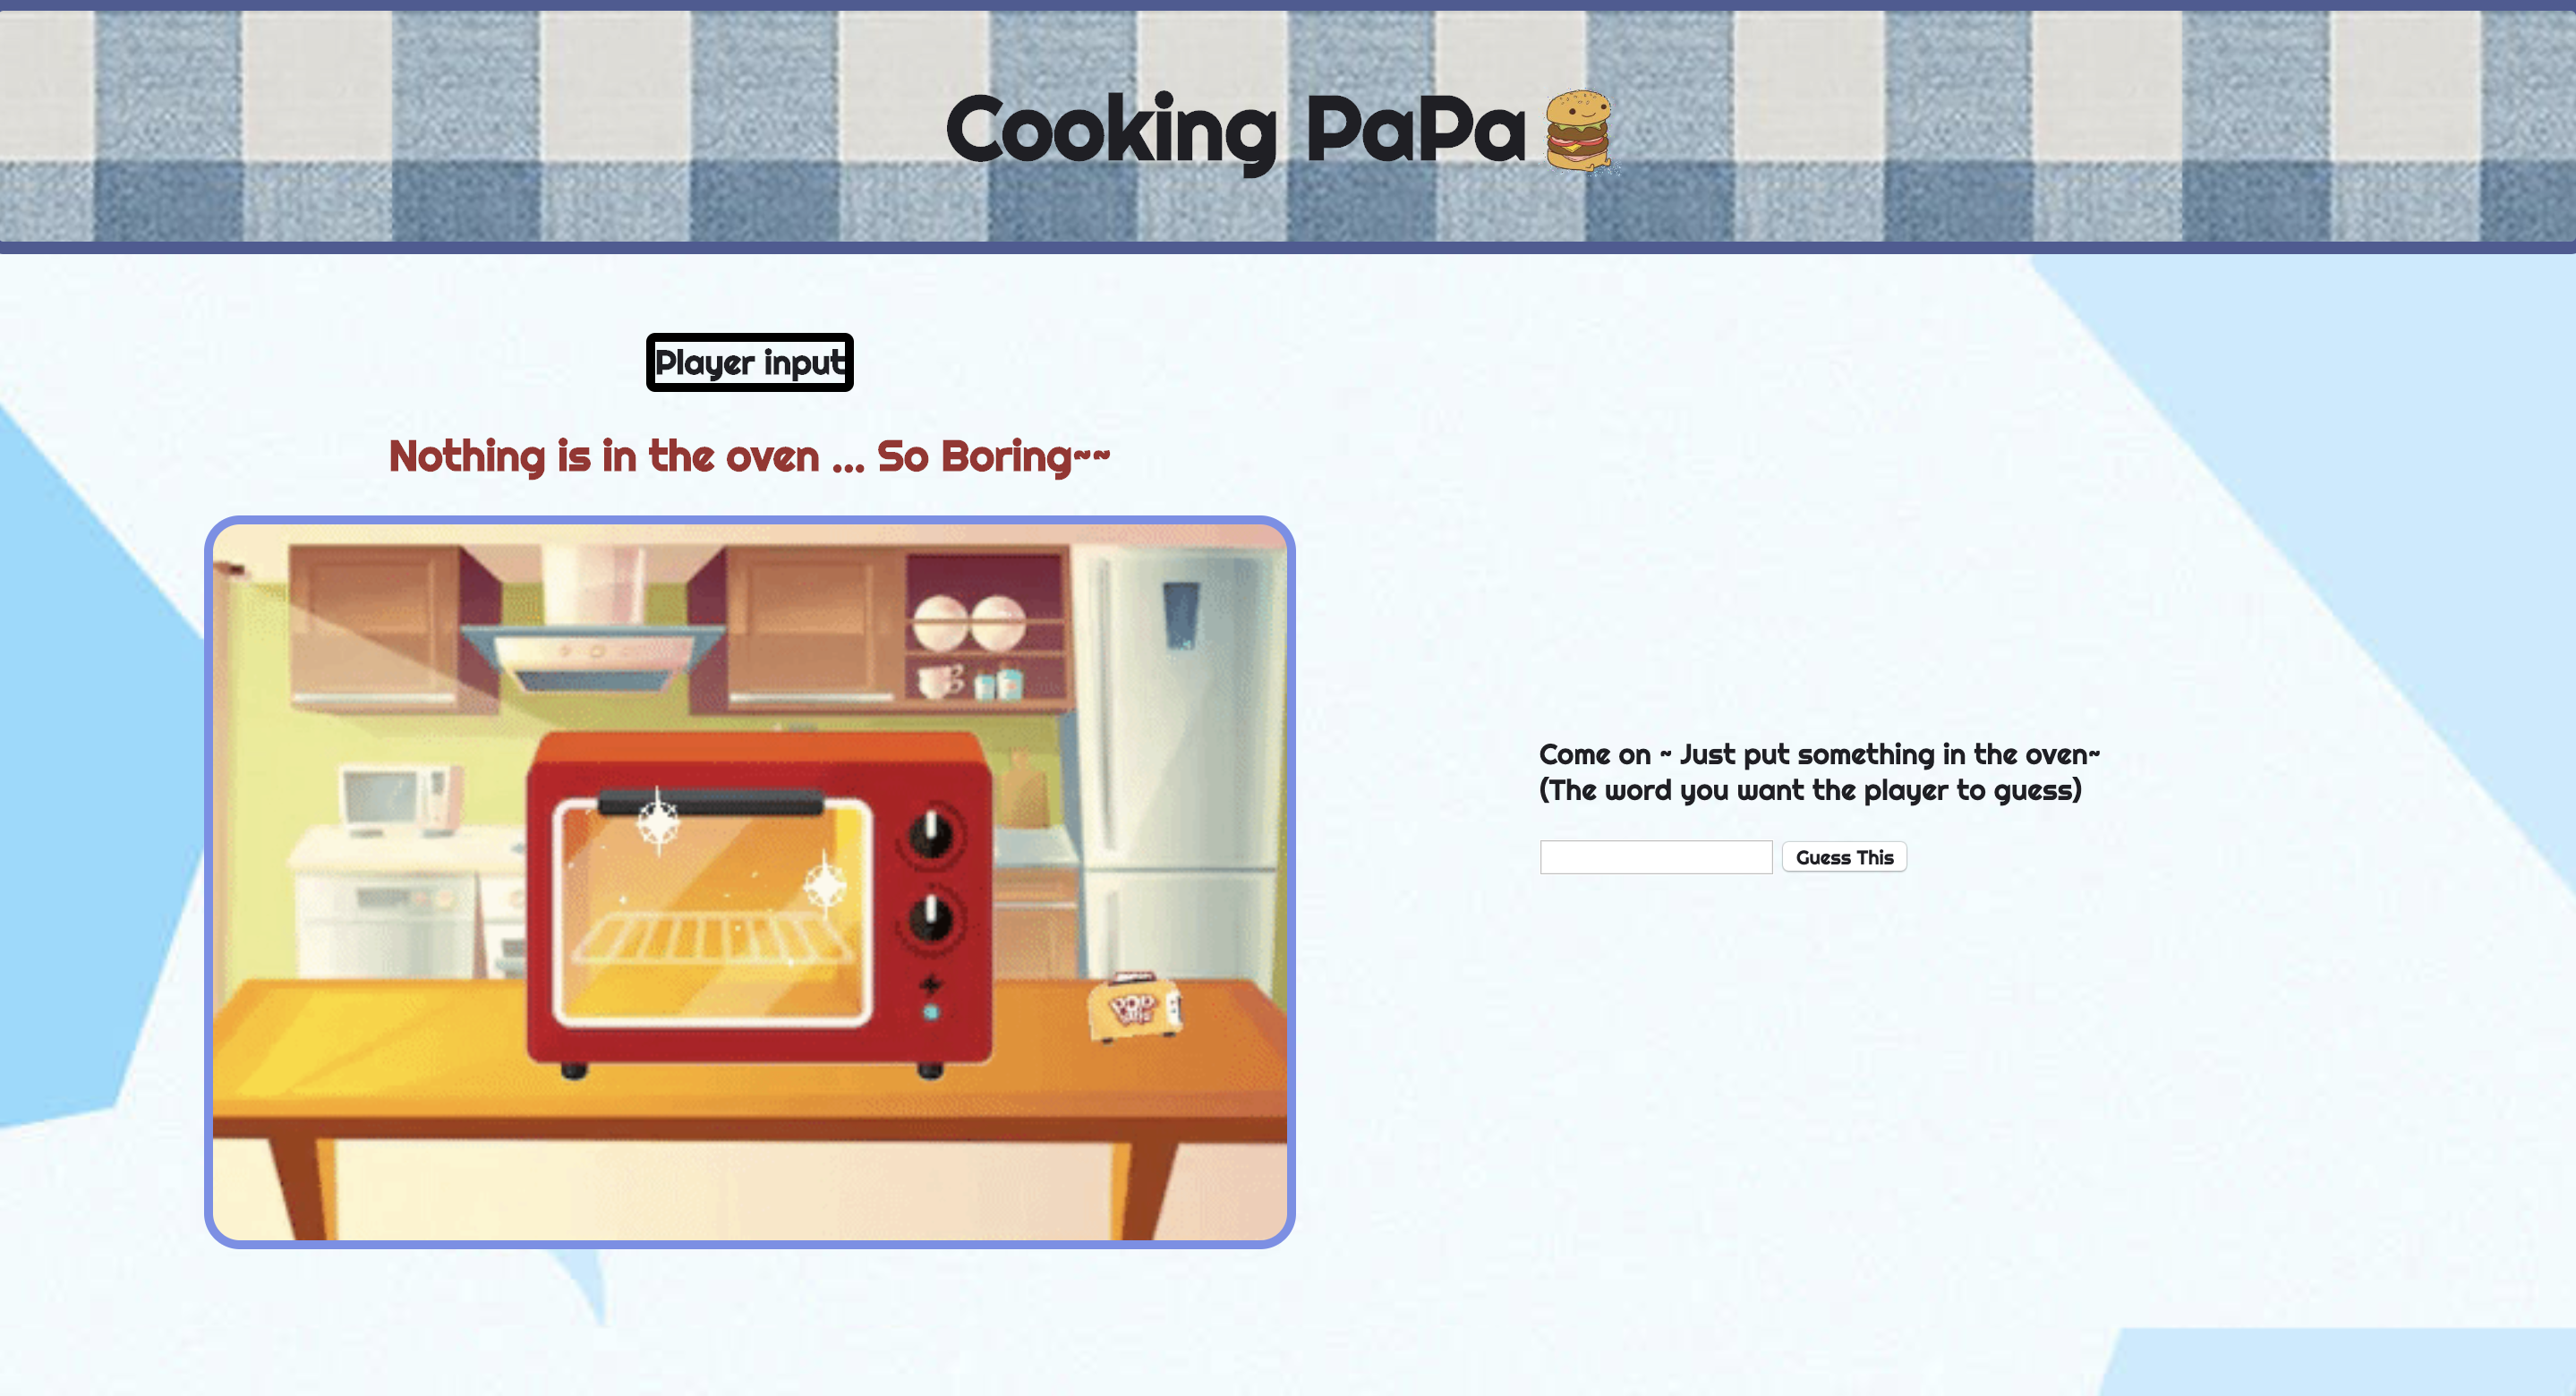 Cooking PaPa
Player input
Nothing is in the oven ... So Boring~~
Come on ~ Just put something in the oven~
(The word you want the player to guess)
Guess This
POP